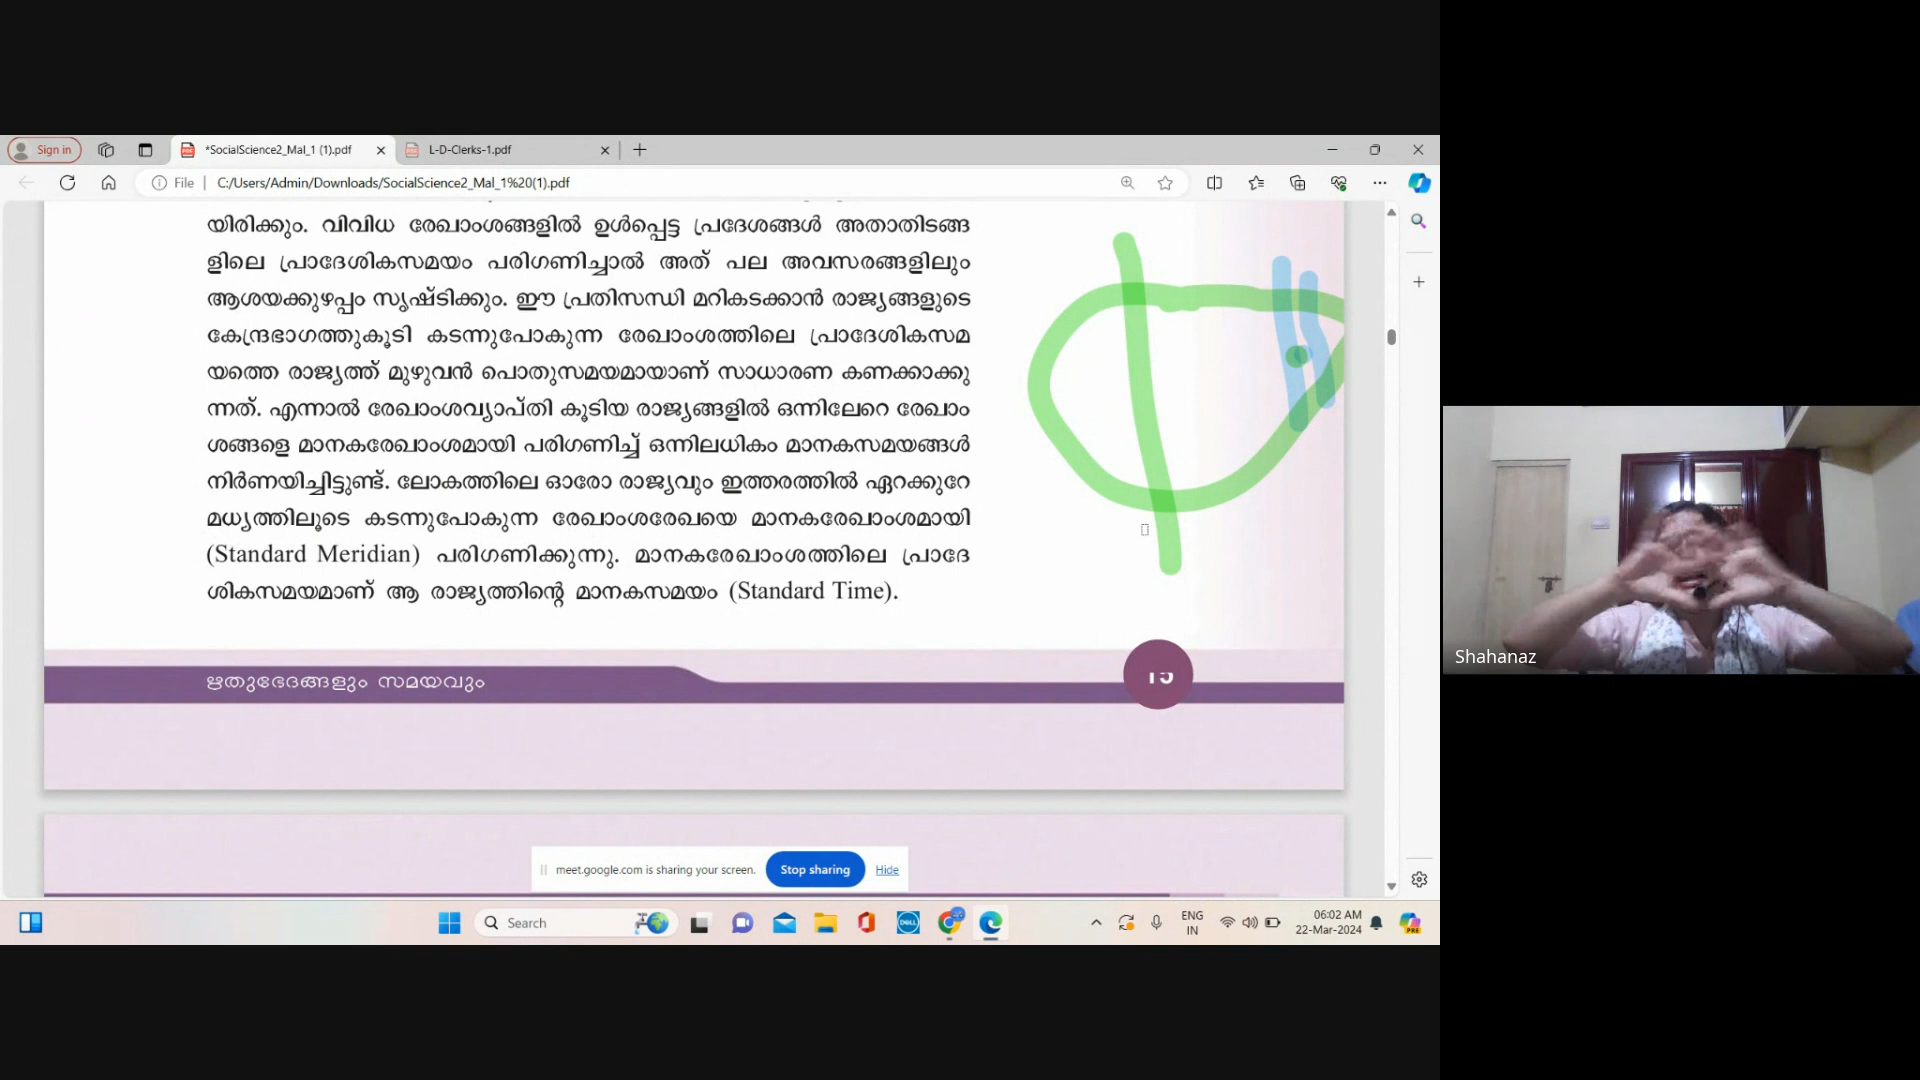 Sign in
*SocialScience2_Mal_1 (1).pdf
L-D-Clerks-1.pdf
File
C:/Users/Admin/Downloads/SocialScience2_Mal_1%20(1).pdf
യിരിക്കും. വിവിധ രേഖാംശങ്ങളിൽ ഉൾപ്പെട്ട പ്രദേശങ്ങൾ അതാതിടങ്ങ
ളിലെ പ്രാദേശികസമയം പരിഗണിച്ചാൽ അത് പല അവസരങ്ങളിലും
ആശയക്കുഴപ്പം സൃഷ്ടിക്കും. ഈ പ്രതിസന്ധി മറികടക്കാൻ രാജ്യങ്ങളുടെ
കേന്ദ്രഭാഗത്തുകൂടി കടന്നുപോകുന്ന രേഖാംശത്തിലെ പ്രാദേശികസമ
യത്തെ രാജ്യത്ത് മുഴുവൻ പൊതുസമയമായാണ് സാധാരണ കണക്കാക്കു
ന്നത്. എന്നാൽ രേഖാംശവ്യാപ്തി കൂടിയ രാജ്യങ്ങളിൽ ഒന്നിലേറെ രേഖാം
ശങ്ങളെ മാനകരേഖാംശമായി പരിഗണിച്ച് ഒന്നിലധികം മാനകസമയങ്ങൾ
നിർണയിച്ചിട്ടുണ്ട്. ലോകത്തിലെ ഓരോ രാജ്യവും ഇത്തരത്തിൽ ഏറക്കുറേ
മധ്യത്തിലൂടെ കടന്നുപോകുന്ന രേഖാംശരേഖയെ മാനകരേഖാംശമായി
(Standard Meridian) പരിഗണിക്കുന്നു. മാനകരേഖാംശത്തിലെ പ്രാദേ
ശികസമയമാണ് ആ രാജ്യത്തിന്റെ മാനകസമയം (Standard Time).
ഋതുഭേദങ്ങളും സമയവും
15
Shahanaz
meet.google.com is sharing your screen.
Stop sharing
Hide
Search
ENG
IN
06:02 AM
22-Mar-2024
PRE